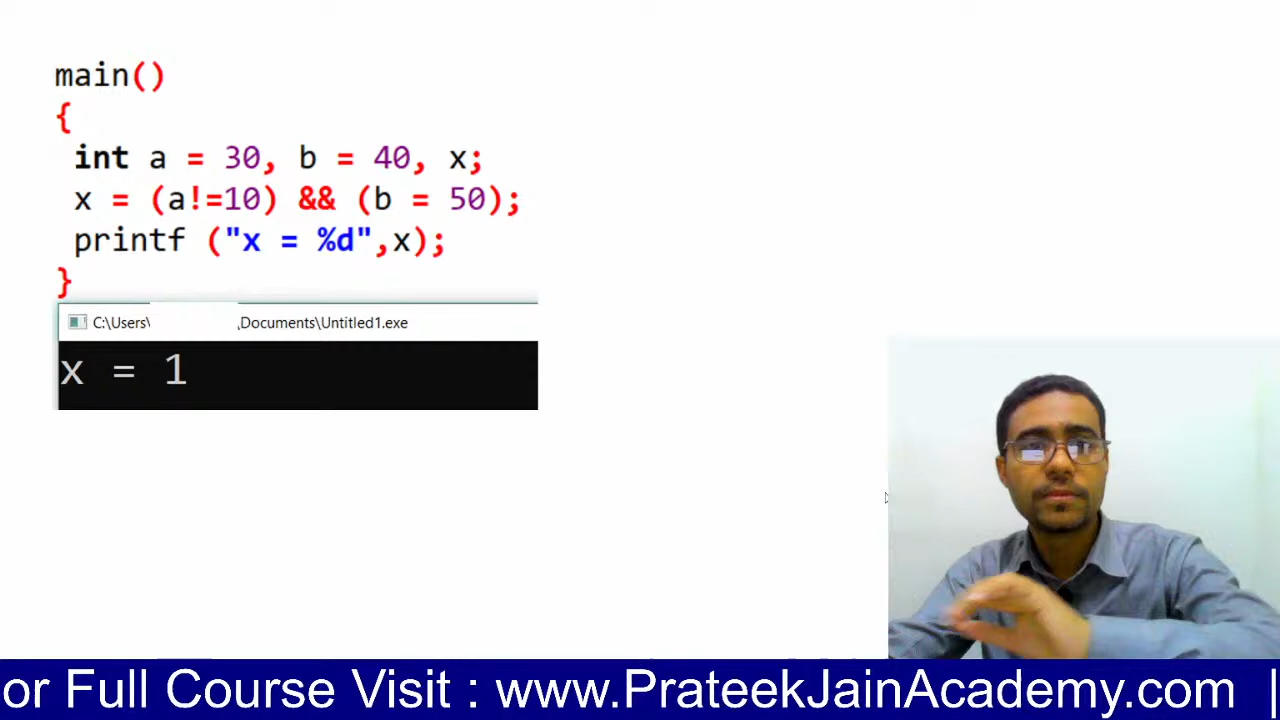 main()
{
int a = 30, b = 40, x;
x = (a!=10) && (b = 50);
printf ("x = %d",x);
}
C:\Users\ \Documents\Untitled1.exe
x = 1
or Full Course Visit : www.PrateekJainAcademy.com |